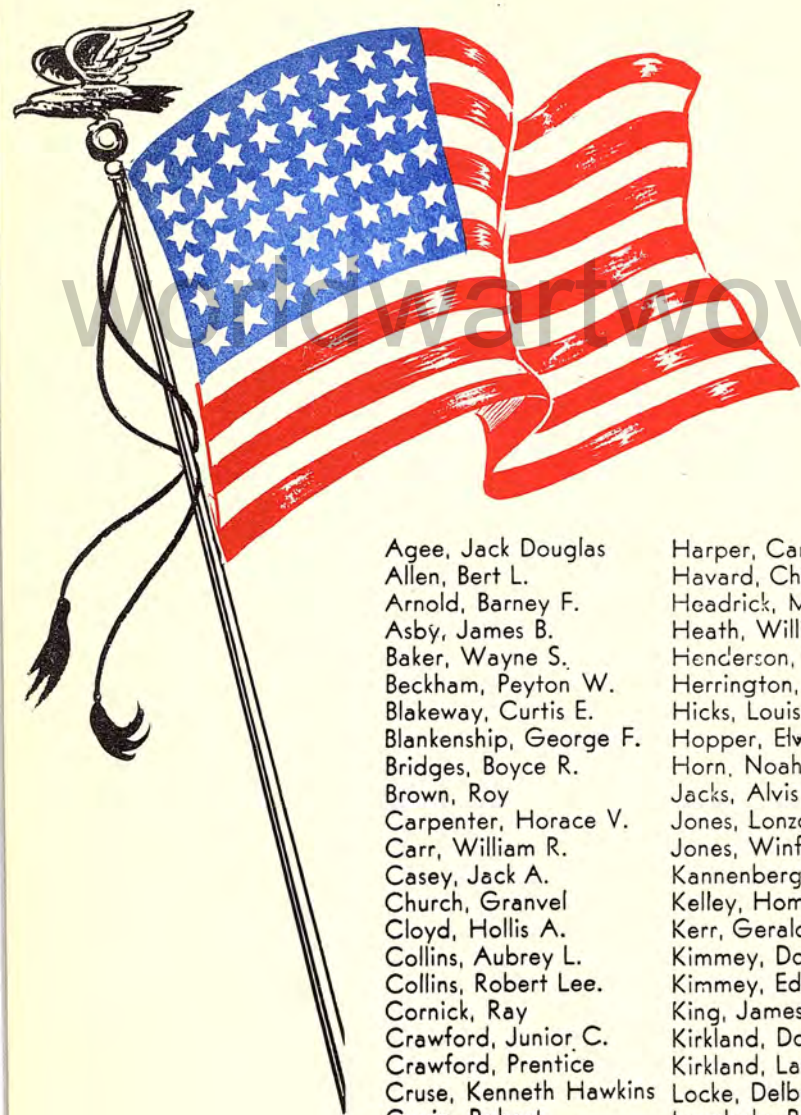 worldwartwov
Agee, Jack Douglas
Allen, Bert L.
Arnold, Barney F.
Asby, James B.
Baker, Wayne S.
Beckham, Peyton W.
Blakeway, Curtis E.
Blankenship, George F.
Bridges, Boyce R.
Brown, Roy
Carpenter, Horace V.
Carr, William R.
Casey, Jack A.
Church, Granvel
Cloyd, Hollis A.
Collins, Aubrey L.
Collins, Robert Lee.
Cornick, Ray
Crawford, Junior C.
Crawford, Prentice
Cruse, Kenneth Hawkins
Harper, Car
Havard, Ch
Headrick, M
Heath, Will
Henderson,
Herrington,
Hicks, Louis
Hopper, Elw
Horn, Noah
Jacks, Alvis
Jones, Lonzo
Jones, Winf
Kannenberg
Kelley, Hom
Kerr, Gerald
Kimmey, Do
Kimmey, Ed
King, James
Kirkland, Do
Kirkland, La
Locke, Delb